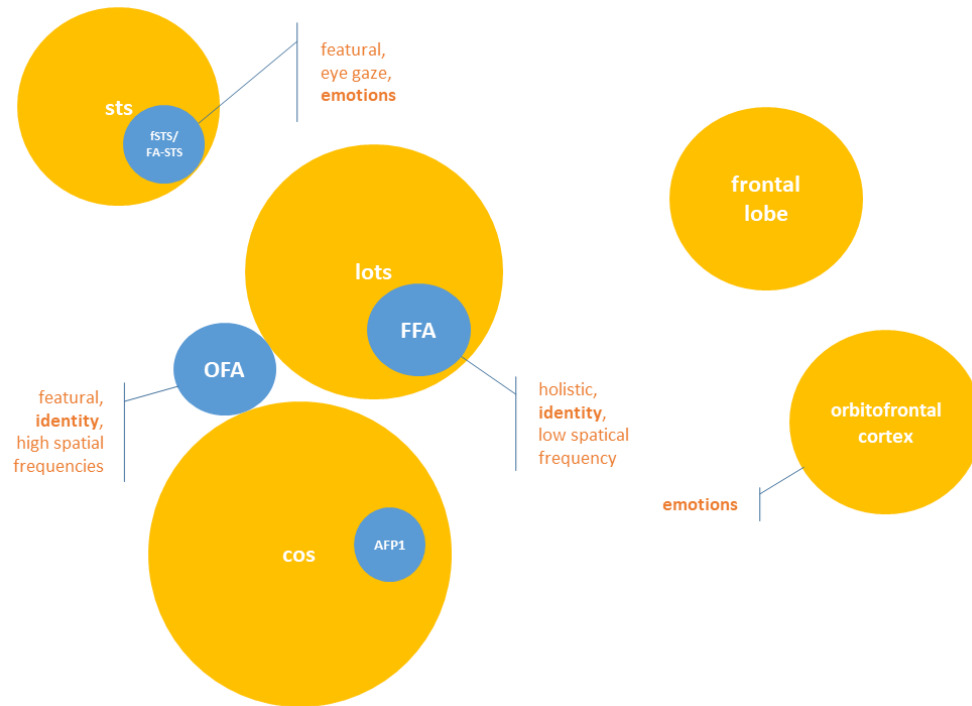 featural,
eye gaze,
emotions
sts
fSTS/
FA-STS
frontal
lobe
lots
FFA
OFA
featural,
identity,
high spatial
frequencies
holistic,
identity,
low spatical
frequency
orbitofrontal
cortex
emotions
cos
AFP1